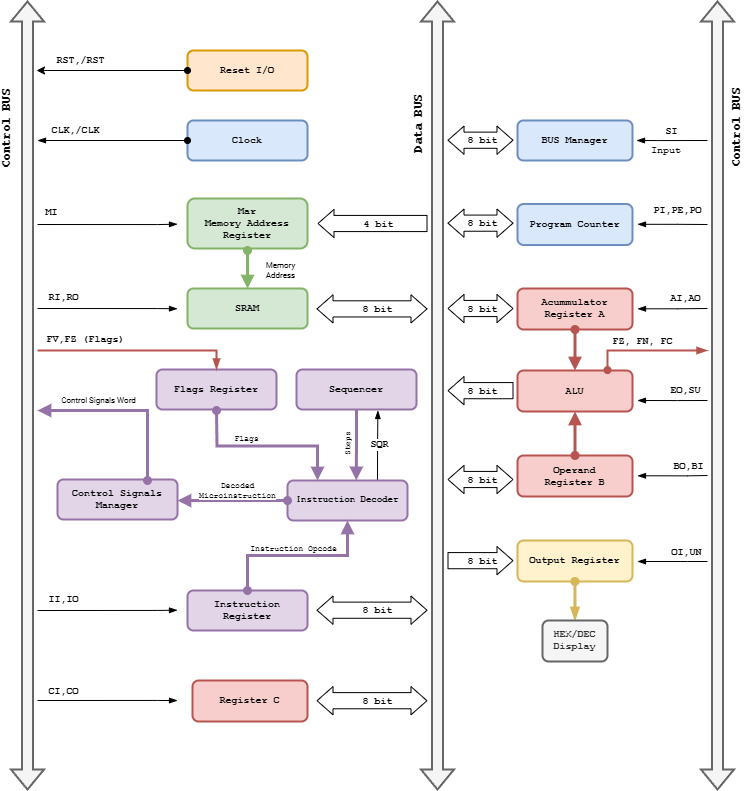 Control BUS
RST,/RST
Reset I/O
CLK,/CLK
Clock
Data BUS
Control BUS
8 bit
BUS Manager
SI
Input
MI
Mar
Memory Address
Register
4 bit
8 bit
Program Counter
PI,PE,PO
Memory
Address
RI,RO
SRAM
8 bit
8 bit
Acummulator
Register A
AI,AO
FV,FZ (Flags)
FZ, FN, FC
Flags Register
Sequencer
8 bit
ALU
EO,SU
Control Signals Word
Flags
Steps
SQR
Control Signals
Manager
Decoded
Microinstruction
Instruction Decoder
8 bit
Operand
Register B
BO,BI
Instruction Opcode
8 bit
Output Register
OI,UN
II,IO
Instruction
Register
8 bit
HEX/DEC
Display
CI,CO
Register C
8 bit